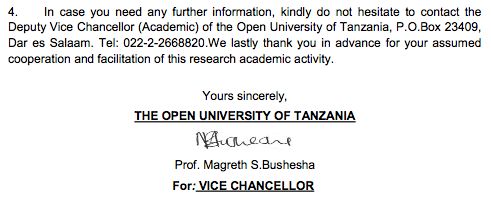 4. In case you need any further information, kindly do not hesitate to contact the
Deputy Vice Chancellor (Academic) of the Open University of Tanzania, P.O.Box 23409,
Dar es Salaam. Tel: 022-2-2668820.We lastly thank you in advance for your assumed
cooperation and facilitation of this research academic activity.
Yours sincerely,
THE OPEN UNIVERSITY OF TANZANIA
Prof. Magreth S.Bushesha
For: VICE CHANCELLOR